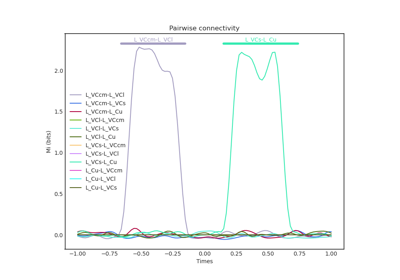 Pairwise connectivity
L_VCcm-L_VCl
L_VCs-L_Cu
2.0
1.5
1.0
0.5
0.0
MI (bits)
L_VCcm-L_VCl
L_VCcm-L_VCs
L_VCcm-L_Cu
L_VCl-L_VCcm
L_VCl-L_VCs
L_VCl-L_Cu
L_VCs-L_VCcm
L_VCs-L_VCl
L_VCs-L_Cu
L_Cu-L_VCcm
L_Cu-L_VCl
L_Cu-L_VCs
−1.00 −0.75 −0.50 −0.25 0.00 0.25 0.50 0.75 1.00
Times